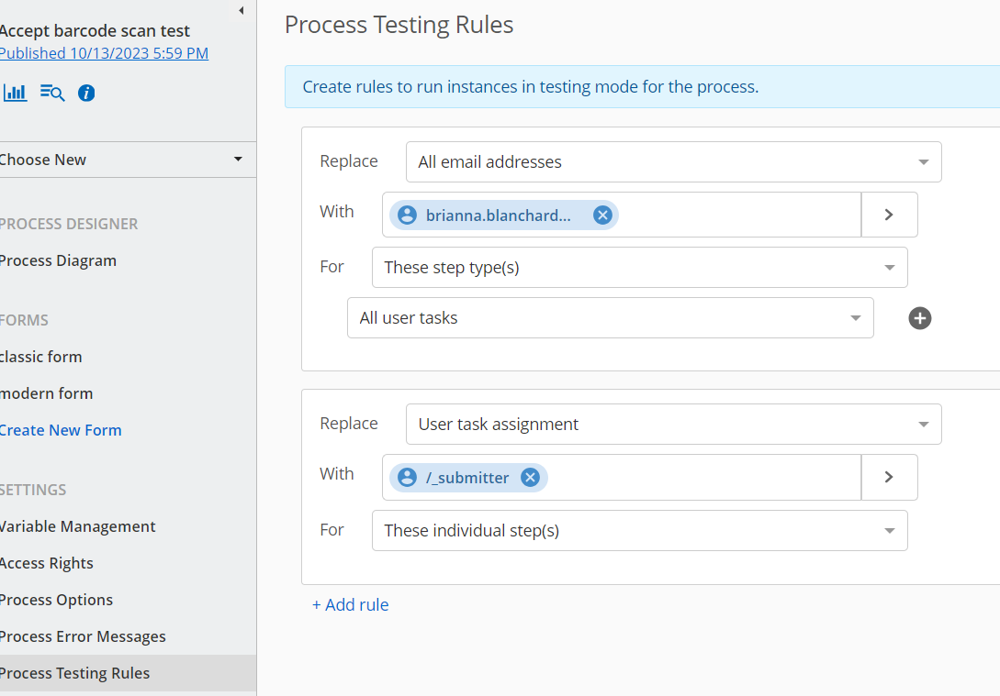 Accept barcode scan test
Published 10/13/2023 5:59 PM
Choose New
PROCESS DESIGNER
Process Diagram
FORMS
classic form
modern form
Create New Form
SETTINGS
Variable Management
Access Rights
Process Options
Process Error Messages
Process Testing Rules
Process Testing Rules
Create rules to run instances in testing mode for the process.
Replace All email addresses
With brianna.blanchard...
For These step type(s)
All user tasks
Replace User task assignment
With /_submitter
For These individual step(s)
+ Add rule